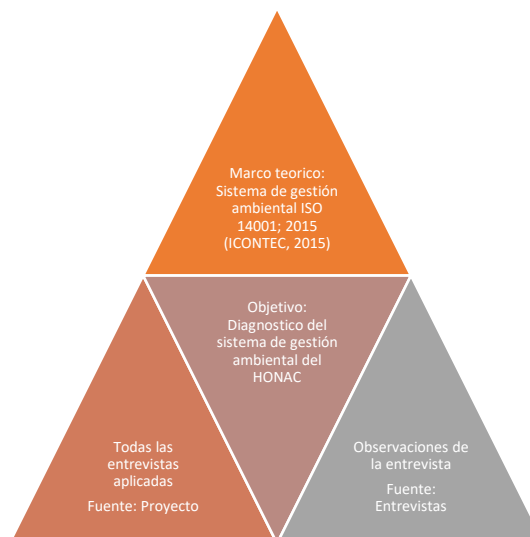 Marco teorico:
Sistema de gestión
ambiental ISO
14001; 2015
(ICONTEC, 2015)
Objetivo:
Diagnostico del
sistema de gestión
ambiental del
HONAC
Todas las
entrevistas
aplicadas
Fuente: Proyecto
Observaciones de
la entrevista
Fuente:
Entrevistas